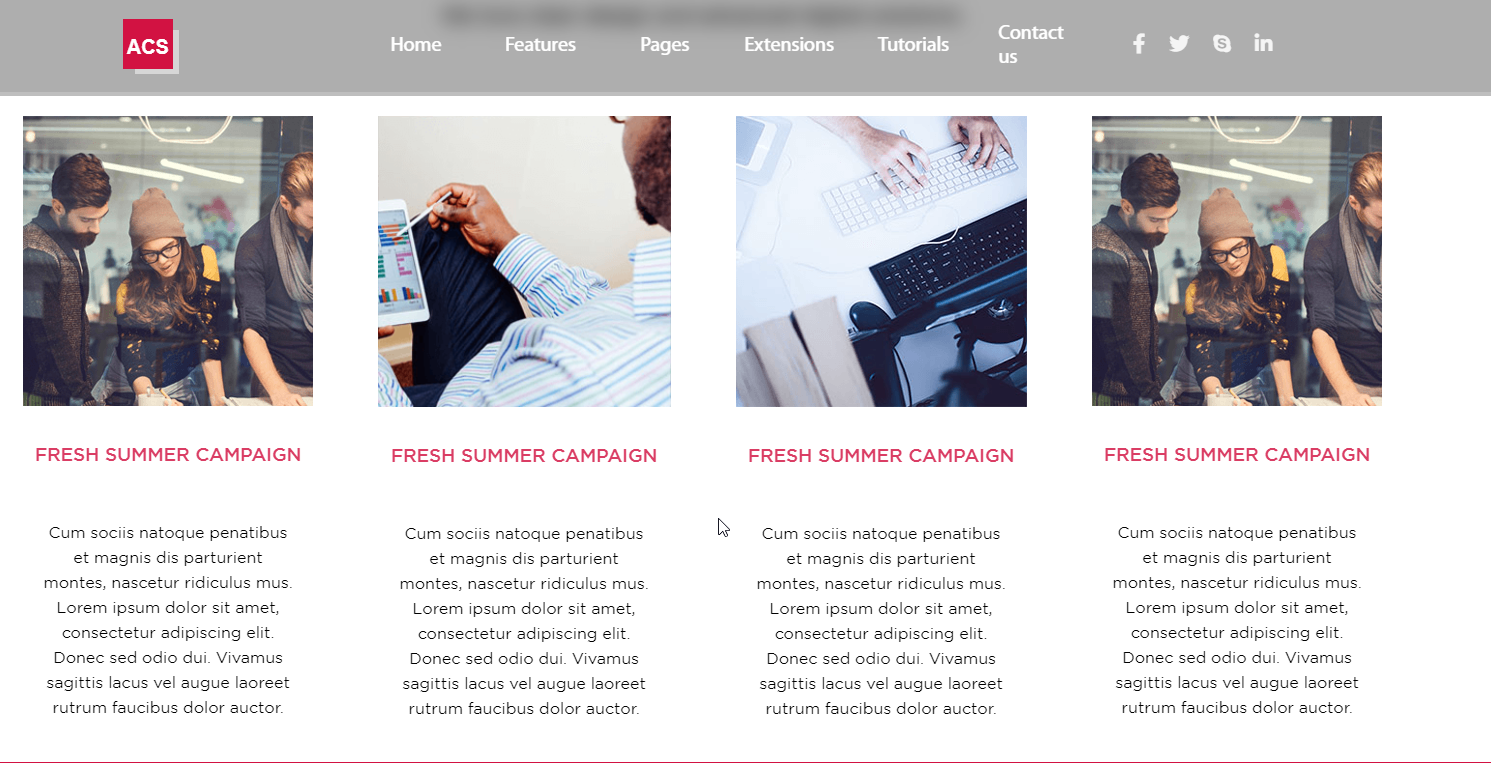 ACS
Home
Features
Pages
Extensions
Tutorials
Contact
us
FRESH SUMMER CAMPAIGN
Cum sociis natoque penatibus
et magnis dis parturient
montes, nascetur ridiculus mus.
Lorem ipsum dolor sit amet,
consectetur adipiscing elit.
Donec sed odio dui. Vivamus
sagittis lacus vel augue laoreet
rutrum faucibus dolor auctor.
FRESH SUMMER CAMPAIGN
Cum sociis natoque penatibus
et magnis dis parturient
montes, nascetur ridiculus mus.
Lorem ipsum dolor sit amet,
consectetur adipiscing elit.
Donec sed odio dui. Vivamus
sagittis lacus vel augue laoreet
rutrum faucibus dolor auctor.
FRESH SUMMER CAMPAIGN
Cum sociis natoque penatibus
et magnis dis parturient
montes, nascetur ridiculus mus.
Lorem ipsum dolor sit amet,
consectetur adipiscing elit.
Donec sed odio dui. Vivamus
sagittis lacus vel augue laoreet
rutrum faucibus dolor auctor.
FRESH SUMMER CAMPAIGN
Cum sociis natoque penatibus
et magnis dis parturient
montes, nascetur ridiculus mus.
Lorem ipsum dolor sit amet,
consectetur adipiscing elit.
Donec sed odio dui. Vivamus
sagittis lacus vel augue laoreet
rutrum faucibus dolor auctor.